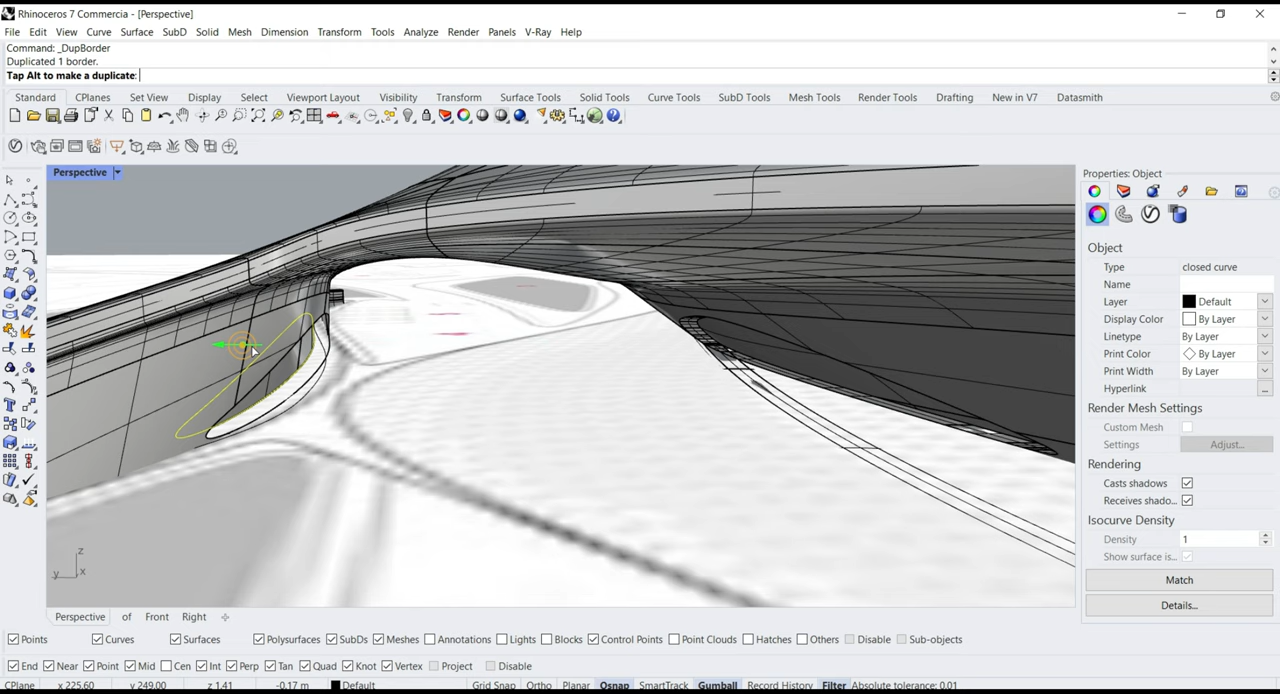 Rhinoceros 7 Commercia - [Perspective]
File Edit View Curve Surface SubD Solid Mesh Dimension Transform Tools Analyze Render Panels V-Ray Help
Command: _DupBorder
Duplicated 1 border.
Tap Alt to make a duplicate:
Standard CPlanes Set View Display Select Viewport Layout Visibility Transform Surface Tools Solid Tools Curve Tools SubD Tools Mesh Tools Render Tools Drafting New in V7 Datasmith
Perspective
Properties: Object
Object
Type closed curve
Name
Layer Default
Display Color By Layer
Linetype By Layer
Print Color By Layer
Print Width By Layer
Hyperlink ...
Render Mesh Settings
Custom Mesh
Settings Adjust...
Rendering
Casts shadows
Receives shado...
Isocurve Density
Density 1
Show surface is...
Match
Details...
z
y x
Perspective of Front Right
Points Curves Surfaces Polysurfaces SubDs Meshes Annotations Lights Blocks Control Points Point Clouds Hatches Others Disable Sub-objects
End Near Point Mid Cen Int Perp Tan Quad Knot Vertex Project Disable
CPlane x 225.60 y 249.00 z 1.41 -0.17 m Default Grid Snap Ortho Planar Osnap SmartTrack Gumball Record History Filter Absolute tolerance: 0.01